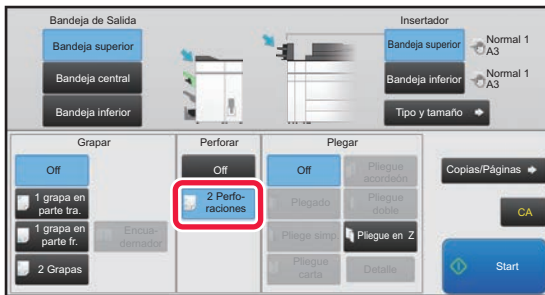 Bandeja de Salida
Bandeja superior
Bandeja central
Bandeja inferior
Insertador
Bandeja superior
Normal 1
A3
Bandeja inferior
Normal 1
A3
Tipo y tamaño
Grapar
Off
1 grapa en
parte tra.
1 grapa en
parte fr.
Encua-
dernador
2 Grapas
Perforar
Off
2 Perfo-
raciones
Plegar
Off
Pliegue
acordeón
Plegado
Pliegue
doble
Pliege simp
Pliegue en Z
Pliegue
carta
Detalle
Copias/Páginas
CA
Start